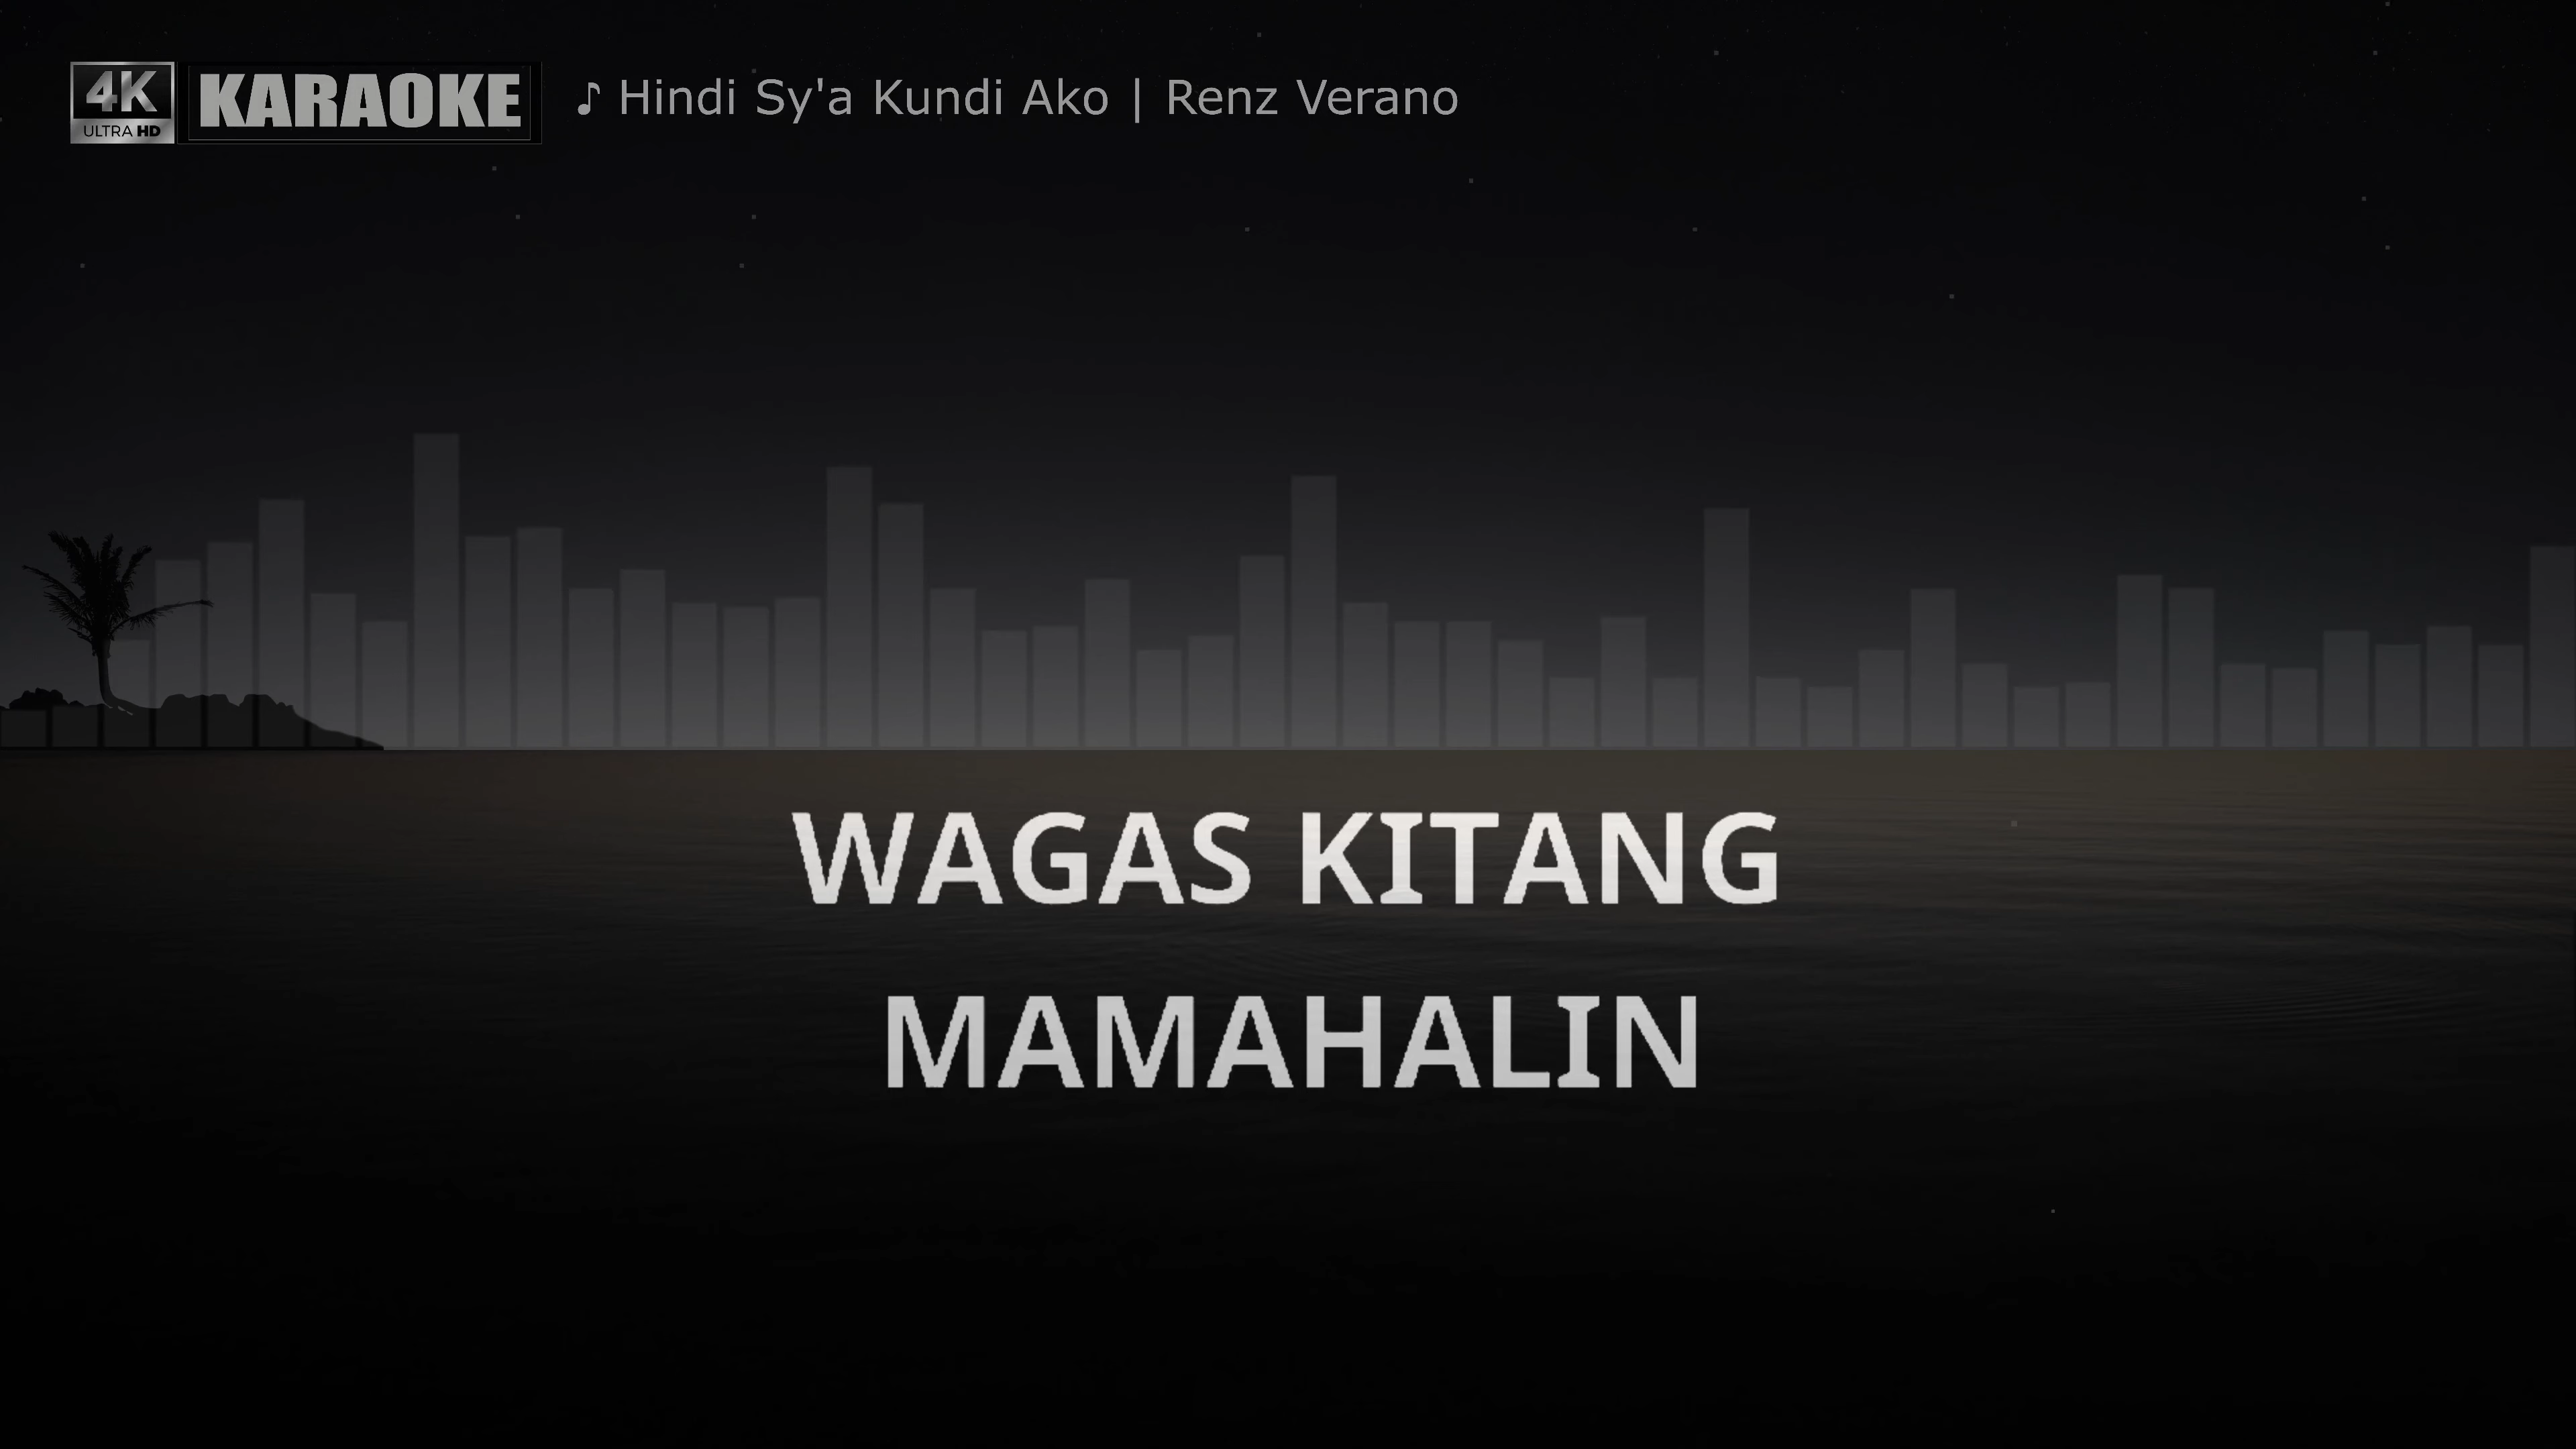 4K
ULTRA HD
KARAOKE
♪ Hindi Sy'a Kundi Ako | Renz Verano
WAGAS KITANG
MAMAHALIN